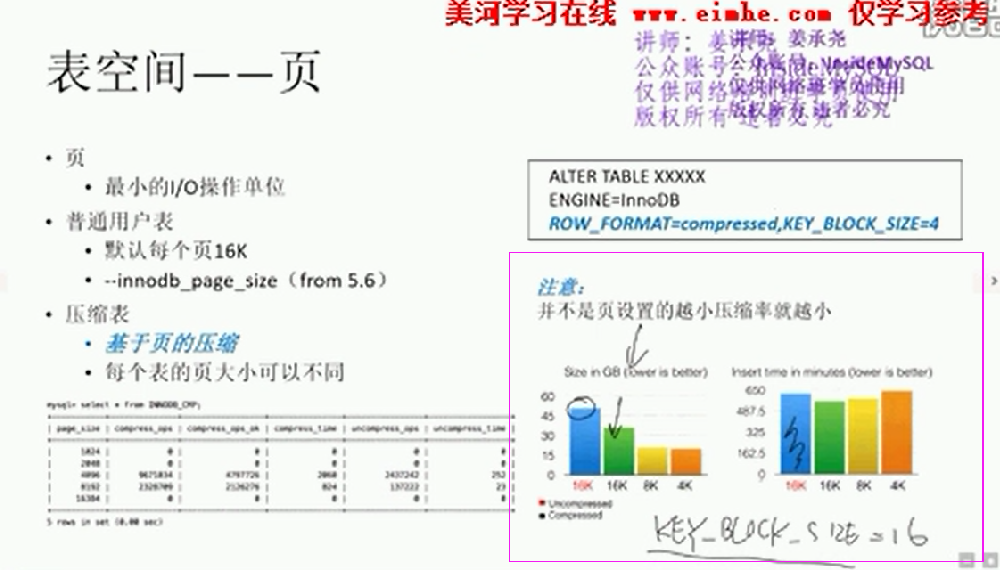 美河学习在线 www.eimhe.com 仅学习参考
讲师: 姜承尧
公众账号: InsideMySQL
仅供网络班学员使用
版权所有 违者必究
表空间——页
• 页
• 最小的I/O操作单位
• 普通用户表
• 默认每个页16K
• --innodb_page_size（from 5.6）
• 压缩表
• 基于页的压缩
• 每个表的页大小可以不同
mysql> select * from INNODB_CMP;
| page_size | compress_ops | compress_ops_ok | compress_time | uncompress_ops | uncompress_time |
| 1024 | 0 | 0 | 0 | 0 | 0 |
| 2048 | 0 | 0 | 0 | 0 | 0 |
| 4096 | 9671834 | 4797726 | 2060 | 2437242 | 252 |
| 8192 | 2328709 | 2126276 | 824 | 137222 | 23 |
| 16384 | 0 | 0 | 0 | 0 | 0 |
5 rows in set (0.00 sec)
ALTER TABLE XXXXX
ENGINE=InnoDB
ROW_FORMAT=compressed,KEY_BLOCK_SIZE=4
注意:
并不是页设置的越小压缩率就越小
Size in GB (lower is better)
60
45
30
15
0
16K 16K 8K 4K
Uncompressed
Compressed
Insert time in minutes (lower is better)
650
487.5
325
162.5
0
16K 16K 8K 4K
KEY_BLOCK_SIZE=16